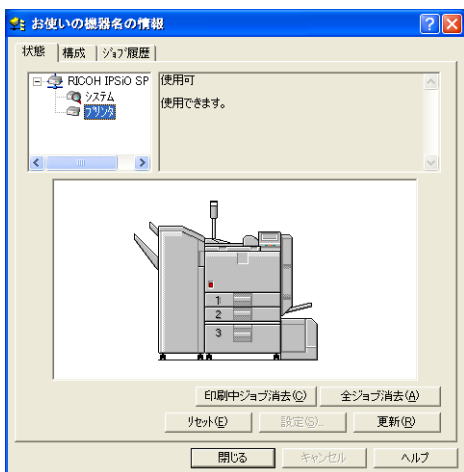 お使いの機器名の情報
状態 構成 ジョブ履歴
RICOH IPSiO SP
システム
プリンタ
使用可
使用できます。
1
2
3
印刷中ジョブ消去(C) 全ジョブ消去(A)
リセット(E) 設定(S)... 更新(R)
閉じる キャンセル ヘルプ